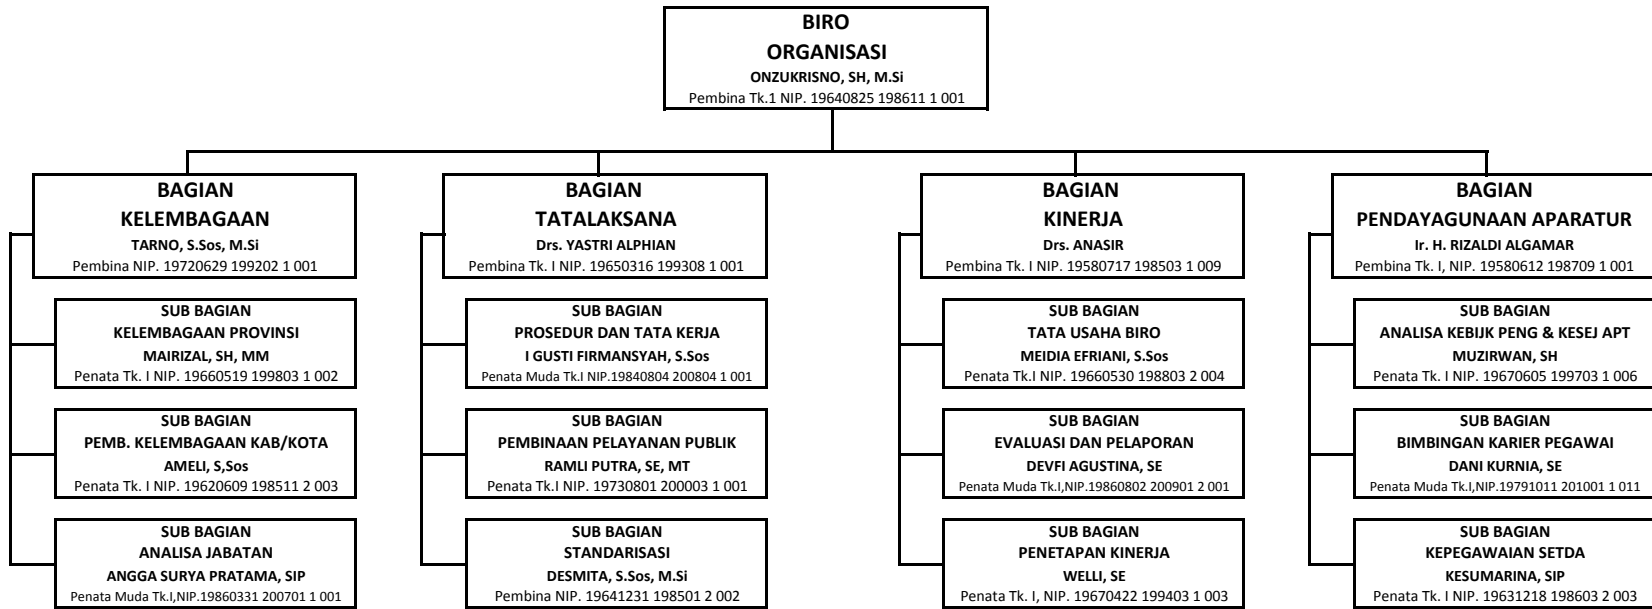 BIRO
ORGANISASI
ONZUKRISNO, SH, M.Si
Pembina Tk.1 NIP. 19640825 198611 1 001
BAGIAN
KELEMBAGAAN
TARNO, S.Sos, M.Si
Pembina NIP. 19720629 199202 1 001
SUB BAGIAN
KELEMBAGAAN PROVINSI
MAIRIZAL, SH, MM
Penata Tk. I NIP. 19660519 199803 1 002
SUB BAGIAN
PEMB. KELEMBAGAAN KAB/KOTA
AMELI, S,Sos
Penata Tk. I NIP. 19620609 198511 2 003
SUB BAGIAN
ANALISA JABATAN
ANGGA SURYA PRATAMA, SIP
Penata Muda Tk.I,NIP.19860331 200701 1 001
BAGIAN
TATALAKSANA
Drs. YASTRI ALPHIAN
Pembina Tk. I NIP. 19650316 199308 1 001
SUB BAGIAN
PROSEDUR DAN TATA KERJA
I GUSTI FIRMANSYAH, S.Sos
Penata Muda Tk.I NIP.19840804 200804 1 001
SUB BAGIAN
PEMBINAAN PELAYANAN PUBLIK
RAMLI PUTRA, SE, MT
Penata Tk.I NIP. 19730801 200003 1 001
SUB BAGIAN
STANDARISASI
DESMITA, S.Sos, M.Si
Pembina NIP. 19641231 198501 2 002
BAGIAN
KINERJA
Drs. ANASIR
Pembina Tk. I NIP. 19580717 198503 1 009
SUB BAGIAN
TATA USAHA BIRO
MEIDIA EFRIANI, S.Sos
Penata Tk.I NIP. 19660530 198803 2 004
SUB BAGIAN
EVALUASI DAN PELAPORAN
DEVFI AGUSTINA, SE
Penata Muda Tk.I,NIP.19860802 200901 2 001
SUB BAGIAN
PENETAPAN KINERJA
WELLI, SE
Penata Tk. I, NIP. 19670422 199403 1 003
BAGIAN
PENDAYAGUNAAN APARATUR
Ir. H. RIZALDI ALGAMAR
Pembina Tk. I, NIP. 19580612 198709 1 001
SUB BAGIAN
ANALISA KEBIJK PENG & KESEJ APT
MUZIRWAN, SH
Penata Tk. I NIP. 19670605 199703 1 006
SUB BAGIAN
BIMBINGAN KARIER PEGAWAI
DANI KURNIA, SE
Penata Muda Tk.I,NIP.19791011 201001 1 011
SUB BAGIAN
KEPEGAWAIAN SETDA
KESUMARINA, SIP
Penata Tk. I NIP. 19631218 198603 2 003